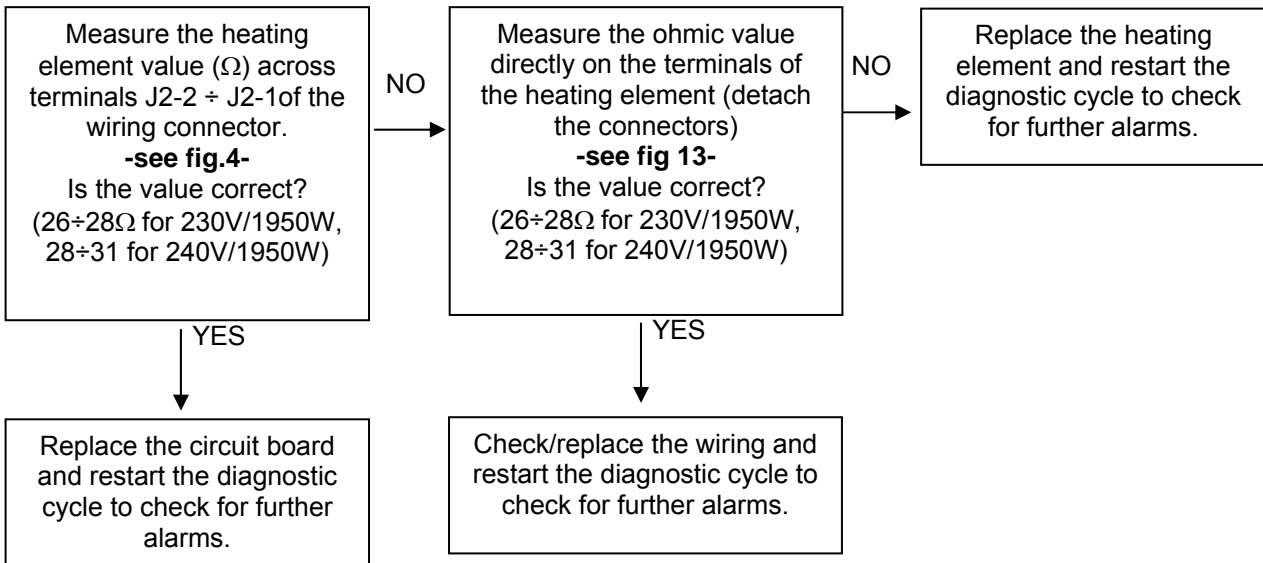 Measure the heating
element value (Ω) across
terminals J2-2 ÷ J2-1of the
wiring connector.
-see fig.4-
Is the value correct?
(26÷28Ω for 230V/1950W,
28÷31 for 240V/1950W)
NO
Measure the ohmic value
directly on the terminals of
the heating element (detach
the connectors)
-see fig 13-
Is the value correct?
(26÷28Ω for 230V/1950W,
28÷31 for 240V/1950W)
NO
Replace the heating
element and restart the
diagnostic cycle to check
for further alarms.
YES
Replace the circuit board
and restart the diagnostic
cycle to check for further
alarms.
YES
Check/replace the wiring and
restart the diagnostic cycle to
check for further alarms.